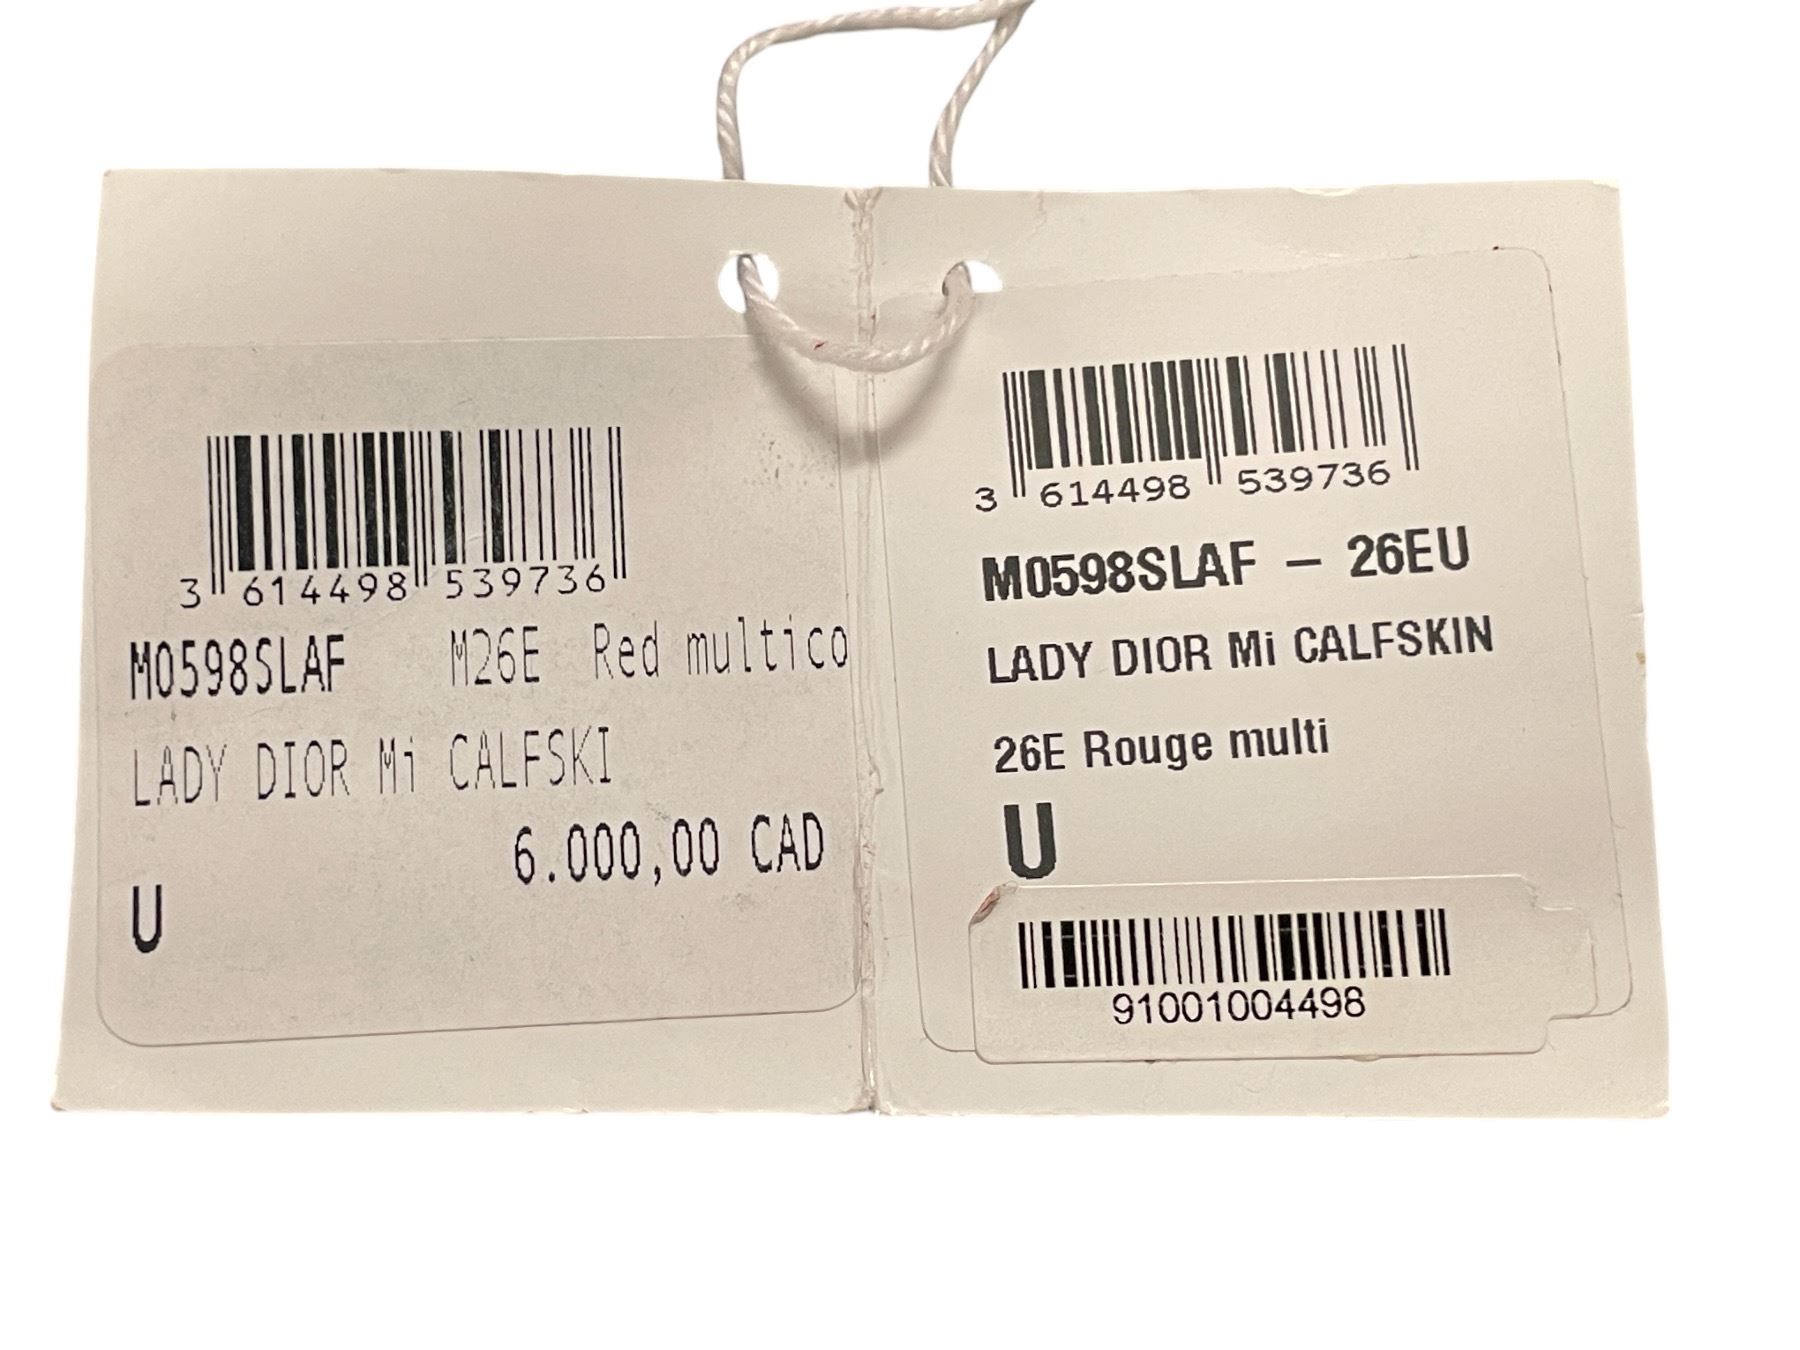 3 614498 539736
M0598SLAF M26E Red multico
LADY DIOR Mi CALFSKI
6.000,00 CAD
U
3 614498 539736
M0598SLAF – 26EU
LADY DIOR Mi CALFSKIN
26E Rouge multi
U
91001004498